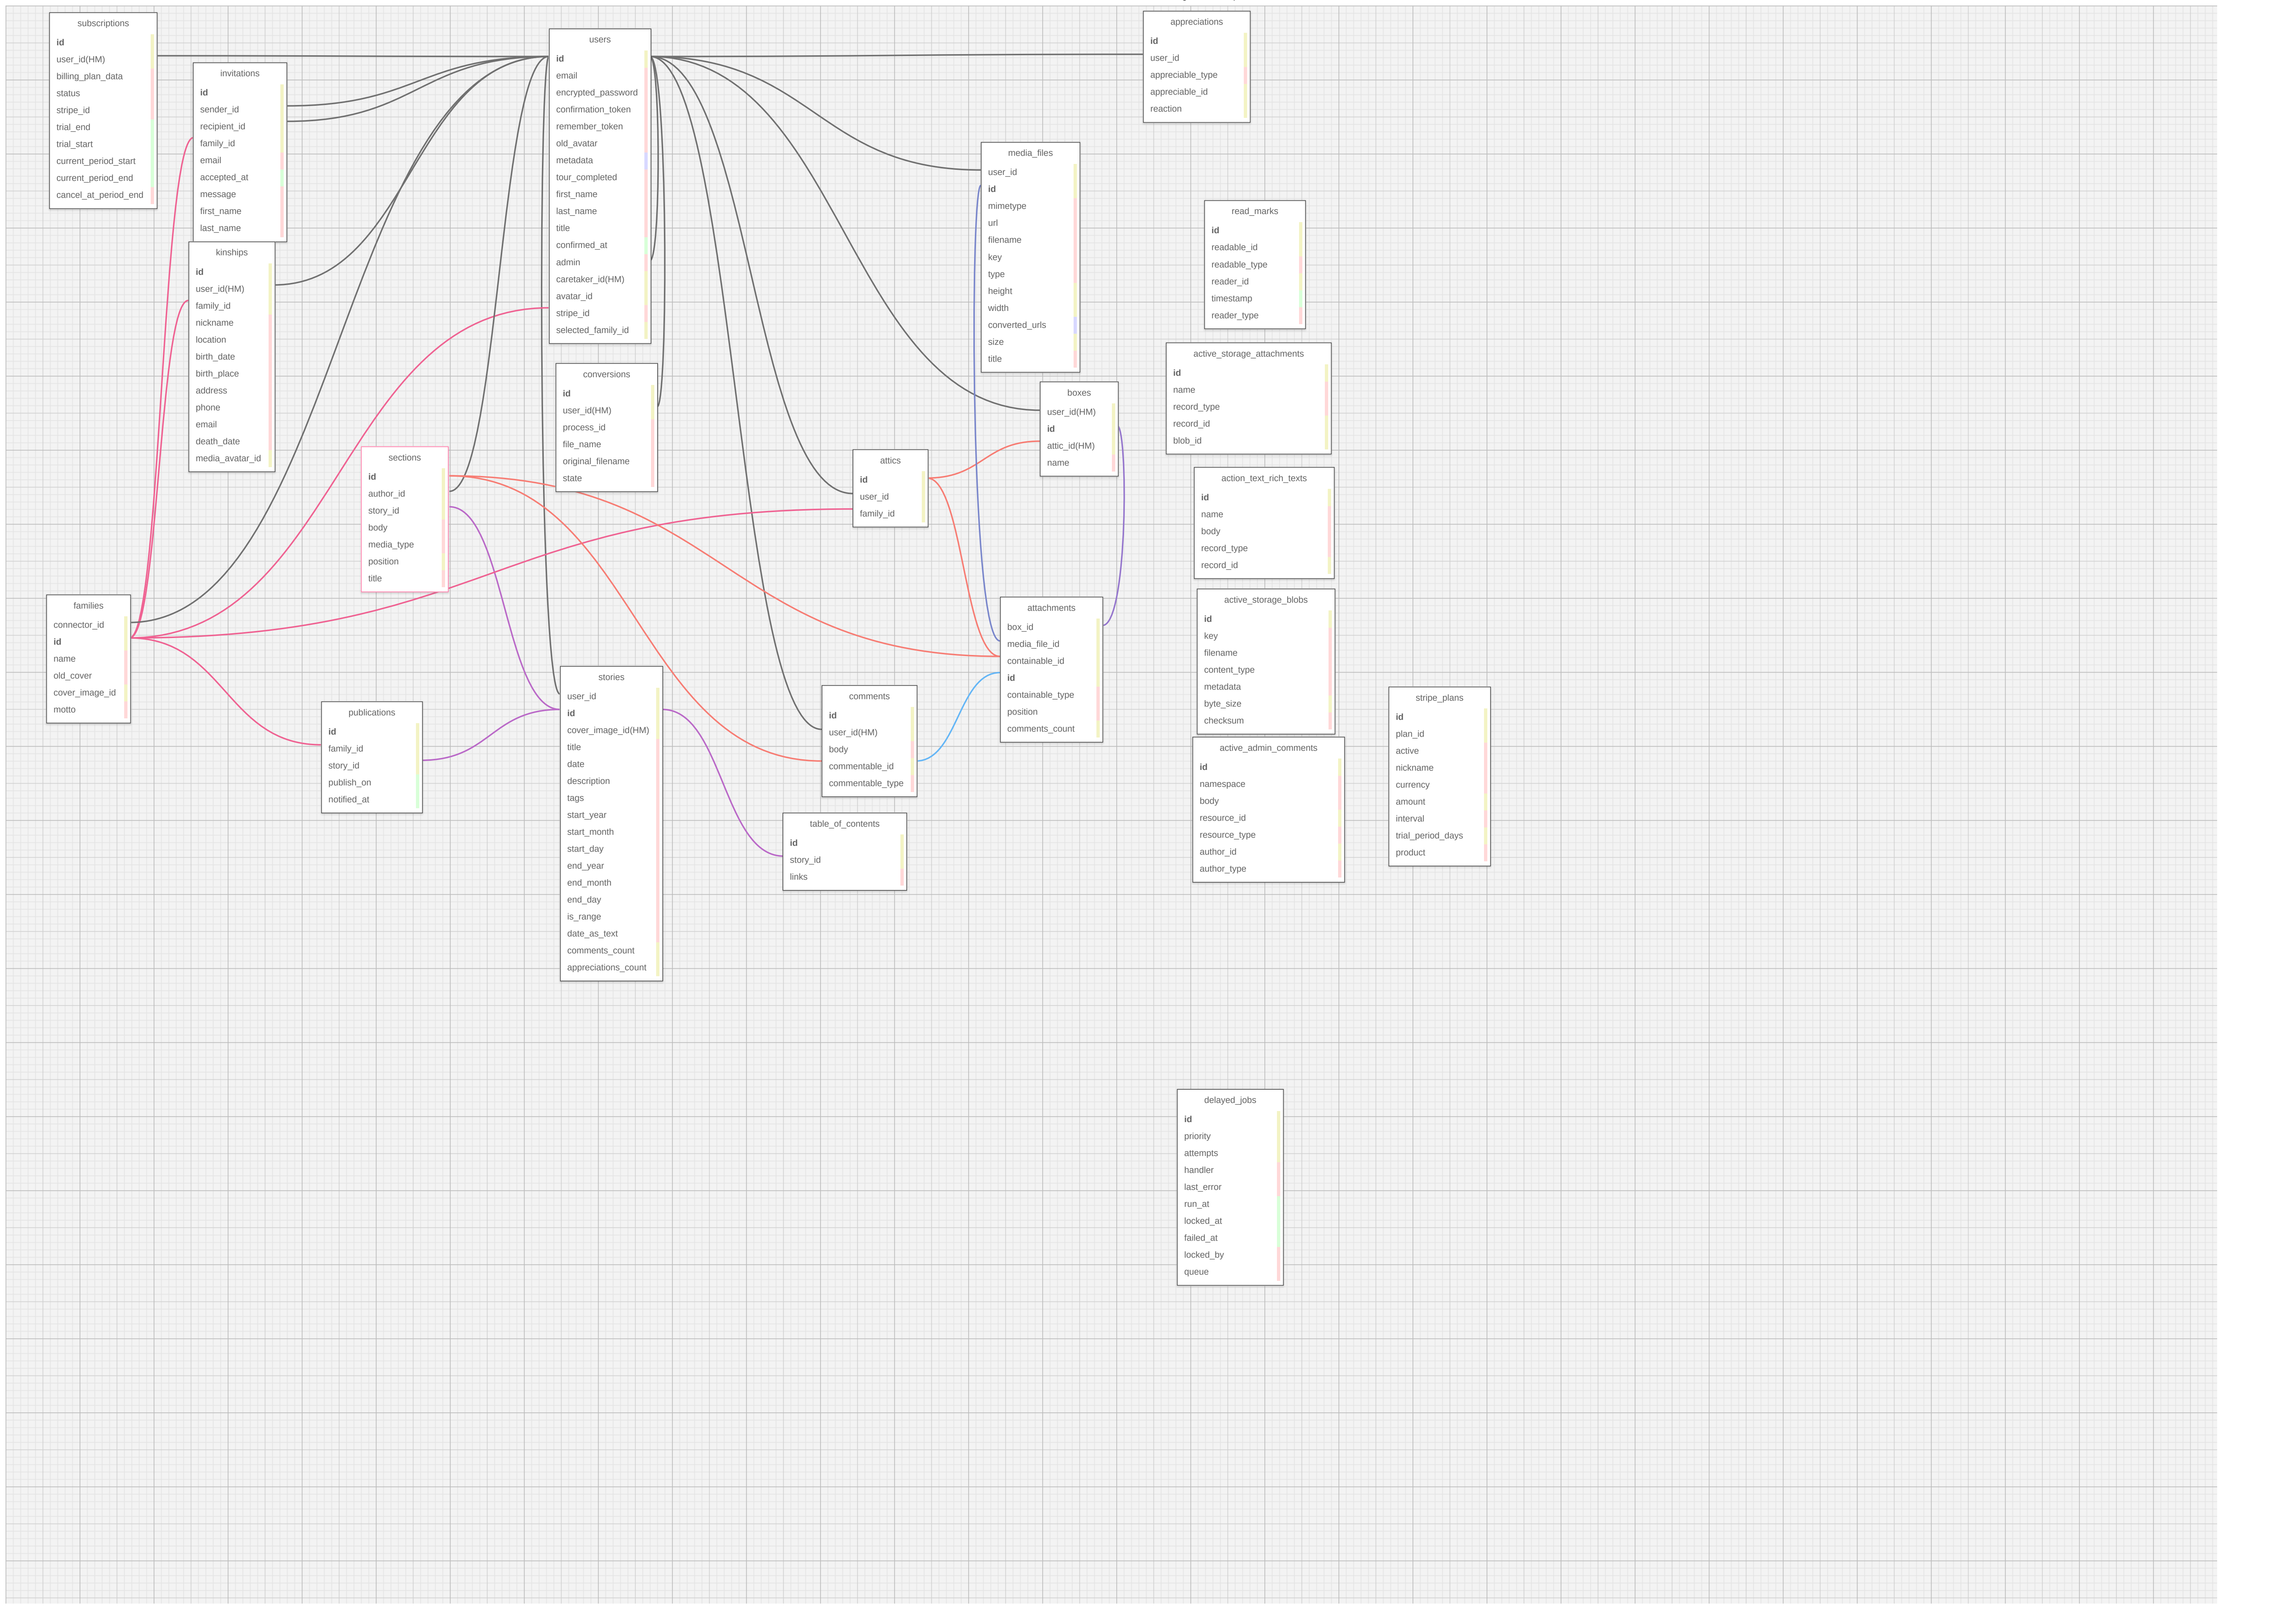 subscriptions
id
user_id(HM)
billing_plan_data
status
stripe_id
trial_end
trial_start
current_period_start
current_period_end
cancel_at_period_end
invitations
id
sender_id
recipient_id
family_id
email
accepted_at
message
first_name
last_name
kinships
id
user_id(HM)
family_id
nickname
location
birth_date
birth_place
address
phone
email
death_date
media_avatar_id
users
id
email
encrypted_password
confirmation_token
remember_token
old_avatar
metadata
tour_completed
first_name
last_name
title
confirmed_at
admin
caretaker_id(HM)
avatar_id
stripe_id
selected_family_id
conversions
id
user_id(HM)
process_id
file_name
original_filename
state
sections
id
author_id
story_id
body
media_type
position
title
families
connector_id
id
name
old_cover
cover_image_id
motto
publications
id
family_id
story_id
publish_on
notified_at
stories
user_id
id
cover_image_id(HM)
title
date
description
tags
start_year
start_month
start_day
end_year
end_month
end_day
is_range
date_as_text
comments_count
appreciations_count
attics
id
user_id
family_id
comments
id
user_id(HM)
body
commentable_id
commentable_type
table_of_contents
id
story_id
links
media_files
user_id
id
mimetype
url
filename
key
type
height
width
converted_urls
size
title
boxes
user_id(HM)
id
attic_id(HM)
name
attachments
box_id
media_file_id
containable_id
id
containable_type
position
comments_count
appreciations
id
user_id
appreciable_type
appreciable_id
reaction
read_marks
id
readable_id
readable_type
reader_id
timestamp
reader_type
active_storage_attachments
id
name
record_type
record_id
blob_id
action_text_rich_texts
id
name
body
record_type
record_id
active_storage_blobs
id
key
filename
content_type
metadata
byte_size
checksum
active_admin_comments
id
namespace
body
resource_id
resource_type
author_id
author_type
stripe_plans
id
plan_id
active
nickname
currency
amount
interval
trial_period_days
product
delayed_jobs
id
priority
attempts
handler
last_error
run_at
locked_at
failed_at
locked_by
queue